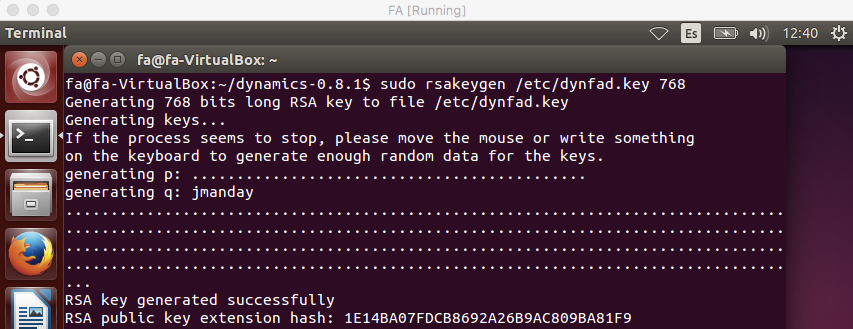 FA [Running]
Terminal Es 12:40
fa@fa-VirtualBox: ~
fa@fa-VirtualBox:~/dynamics-0.8.1$ sudo rsakeygen /etc/dynfad.key 768
Generating 768 bits long RSA key to file /etc/dynfad.key
Generating keys...
If the process seems to stop, please move the mouse or write something
on the keyboard to generate enough random data for the keys.
generating p: ............................................
generating q: jmanday
................................................................................
................................................................................
................................................................................
................................................................................
...
RSA key generated successfully
RSA public key extension hash: 1E14BA07FDCB8692A26B9AC809BA81F9